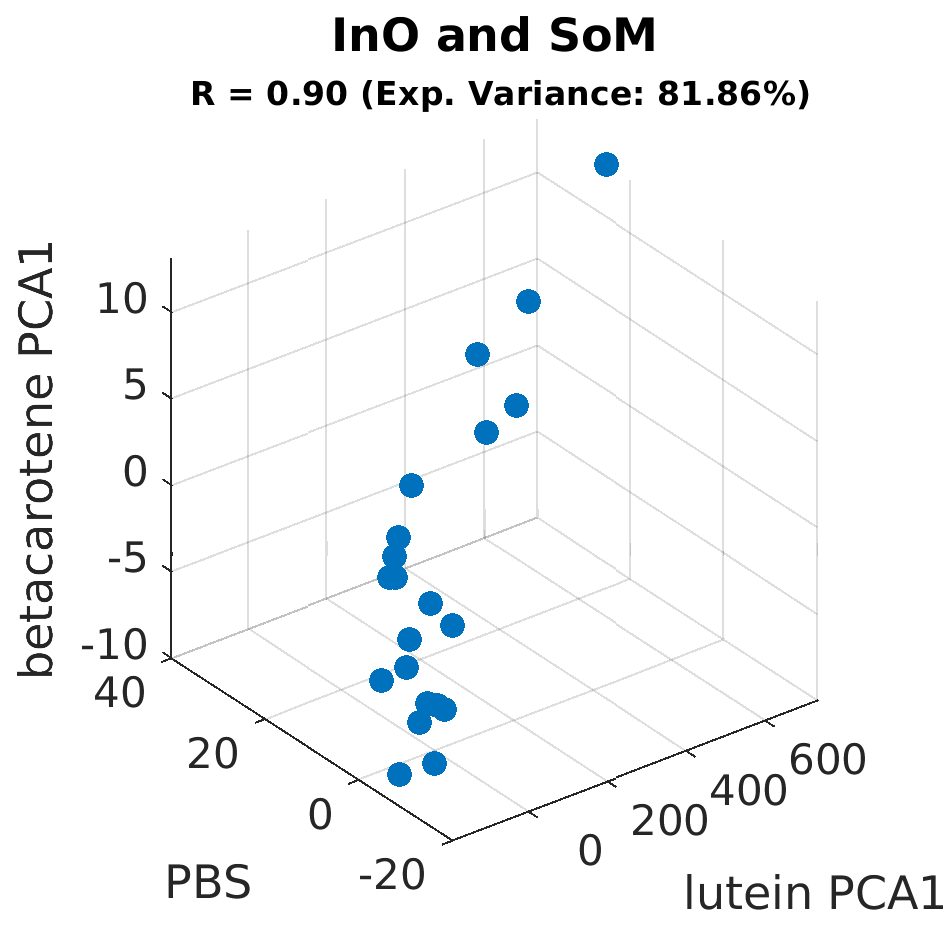 InO and SoM
R = 0.90 (Exp. Variance: 81.86%)
betacarotene PCA1
10
5
0
-5
-10
40
20
0
-20
PBS
0
200
400
600
lutein PCA1